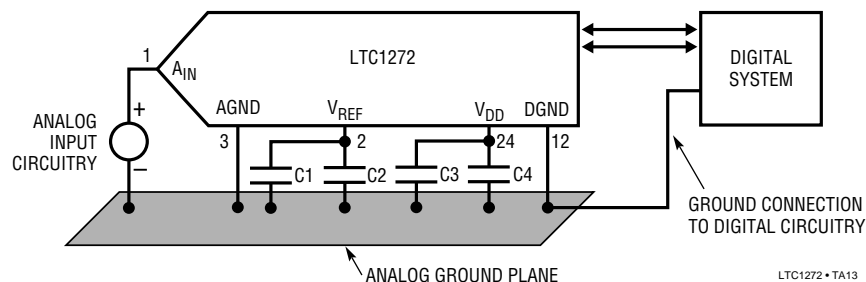 LTC1272
DIGITAL
SYSTEM
1
A_IN
AGND
V_REF
V_DD
DGND
+
ANALOG
INPUT
CIRCUITRY
–
3
2
24
12
C1
C2
C3
C4
GROUND CONNECTION
TO DIGITAL CIRCUITRY
ANALOG GROUND PLANE
LTC1272 • TA13